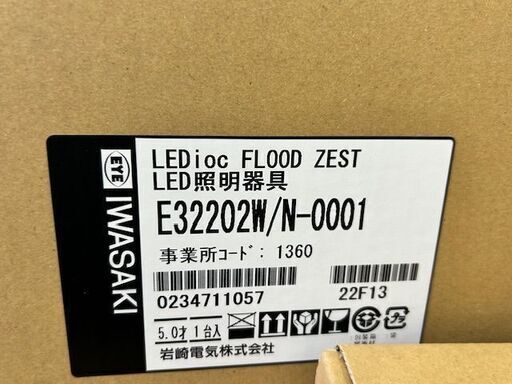 EYE
IWASAKI
LEDioc FLOOD ZEST
LED照明器具
E32202W/N-0001
事業所コード: 1360
0234711057
22F13
5.0才 1台入
岩崎電気株式会社